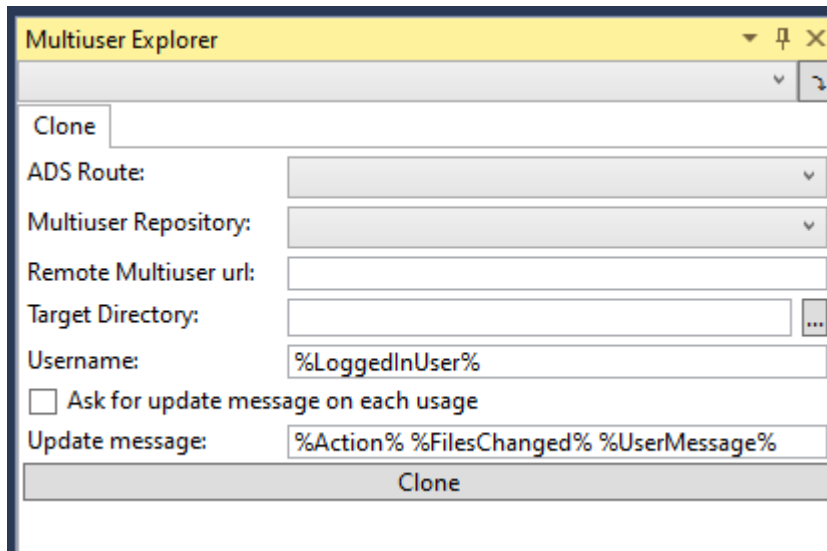 Multiuser Explorer
Clone
ADS Route:
Multiuser Repository:
Remote Multiuser url:
Target Directory:
...
Username: %LoggedInUser%
Ask for update message on each usage
Update message: %Action% %FilesChanged% %UserMessage%
Clone